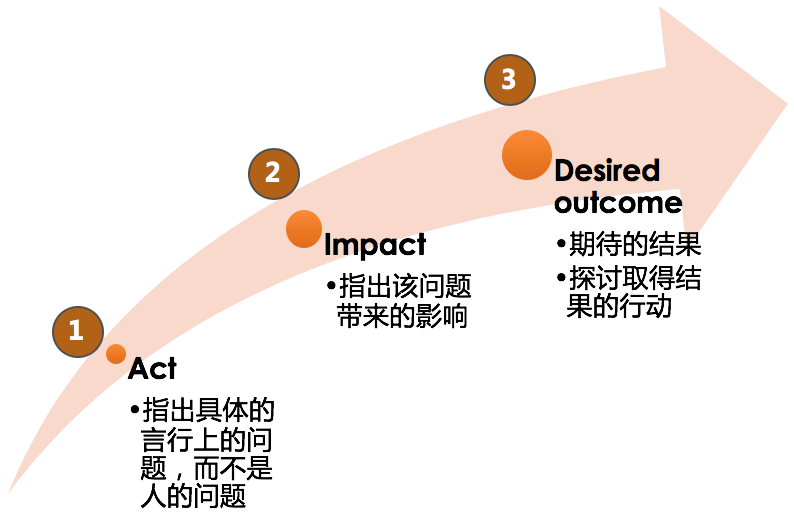 1
Act
•指出具体的
言行上的问
题，而不是
人的问题
2
Impact
•指出该问题
带来的影响
3
Desired
outcome
•期待的结果
•探讨取得结
果的行动